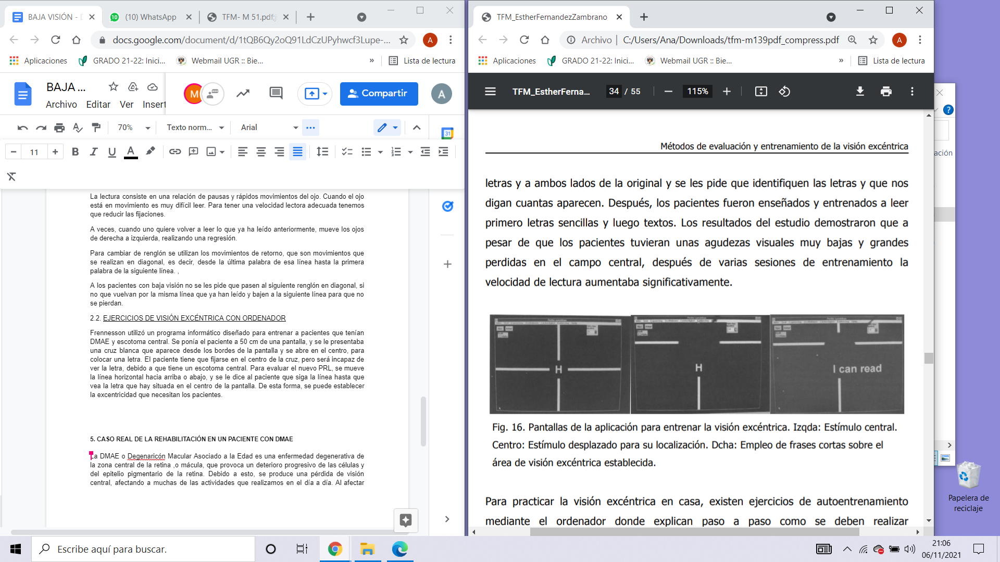 BAJA VISIÓN - D
(10) WhatsApp
TFM- M 51.pdf;j
docs.google.com/document/d/1tQB6Qy2oQ91LdCzUPyhwcf3Lupe-...
A
Aplicaciones
GRADO 21-22: Inici...
Webmail UGR :: Bie...
»
Lista de lectura
BAJA ...
Archivo Editar Ver Insert
M
Compartir
A
70%
Texto norm...
Arial
31
11
B I U A
La lectura consiste en una relación de pausas y rápidos movimientos del ojo. Cuando el ojo
está en movimiento es muy difícil leer. Para tener una velocidad lectora adecuada tenemos
que reducir las fijaciones.
A veces, cuando uno quiere volver a leer lo que ya ha leído anteriormente, mueve los ojos
de derecha a izquierda, realizando una regresión.
Para cambiar de renglón se utilizan los movimientos de retorno, que son movimientos que
se realizan en diagonal, es decir, desde la última palabra de esa línea hasta la primera
palabra de la siguiente línea. ,
A los pacientes con baja visión no se les pide que pasen al siguiente renglón en diagonal, si
no que vuelvan por la misma línea que ya han leído y bajen a la siguiente línea para que no
se pierdan.
2.2. EJERCICIOS DE VISIÓN EXCÉNTRICA CON ORDENADOR
Frennesson utilizó un programa informático diseñado para entrenar a pacientes que tenían
DMAE y escotoma central. Se ponía el paciente a 50 cm de una pantalla, y se le presentaba
una cruz blanca que aparece desde los bordes de la pantalla y se abre en el centro, para
colocar una letra. El paciente tiene que fijarse en el centro de la cruz, pero será incapaz de
ver la letra, debido a que tiene un escotoma central. Para evaluar el nuevo PRL, se mueve
la línea horizontal hacia arriba o abajo, y se le dice al paciente que siga la línea hasta que
vea la letra que hay situada en el centro de la pantalla. De esta forma, se puede establecer
la excentricidad que necesitan los pacientes.
5. CASO REAL DE LA REHABILITACIÓN EN UN PACIENTE CON DMAE
La DMAE o Degenaricón Macular Asociado a la Edad es una enfermedad degenerativa de
la zona central de la retina ,o mácula, que provoca un deterioro progresivo de las células y
del epitelio pigmentario de la retina. Debido a esto, se produce una pérdida de visión
central, afectando a muchas de las actividades que realizamos en el día a día. Al afectar
TFM_EstherFernandezZambrano
Archivo | C:/Users/Ana/Downloads/tfm-m139pdf_compress.pdf
A
Aplicaciones
GRADO 21-22: Inici...
Webmail UGR :: Bie...
»
Lista de lectura
TFM_EstherFerna...
34 / 55
115%
Métodos de evaluación y entrenamiento de la visión excéntrica
letras y a ambos lados de la original y se les pide que identifiquen las letras y que nos
digan cuantas aparecen. Después, los pacientes fueron enseñados y entrenados a leer
primero letras sencillas y luego textos. Los resultados del estudio demostraron que a
pesar de que los pacientes tuvieran unas agudezas visuales muy bajas y grandes
perdidas en el campo central, después de varias sesiones de entrenamiento la
velocidad de lectura aumentaba significativamente.
H
H
I can read
Fig. 16. Pantallas de la aplicación para entrenar la visión excéntrica. Izqda: Estímulo central.
Centro: Estímulo desplazado para su localización. Dcha: Empleo de frases cortas sobre el
área de visión excéntrica establecida.
Para practicar la visión excéntrica en casa, existen ejercicios de autoentrenamiento
mediante el ordenador donde explican paso a paso como se deben realizar
?
ación
Papelera de
reciclaje
Escribe aquí para buscar.
21:06
06/11/2021